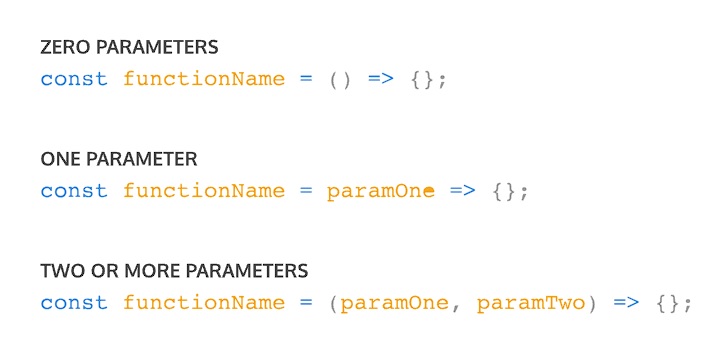 ZERO PARAMETERS
const functionName = () => {};
ONE PARAMETER
const functionName = paramOne => {};
TWO OR MORE PARAMETERS
const functionName = (paramOne, paramTwo) => {};